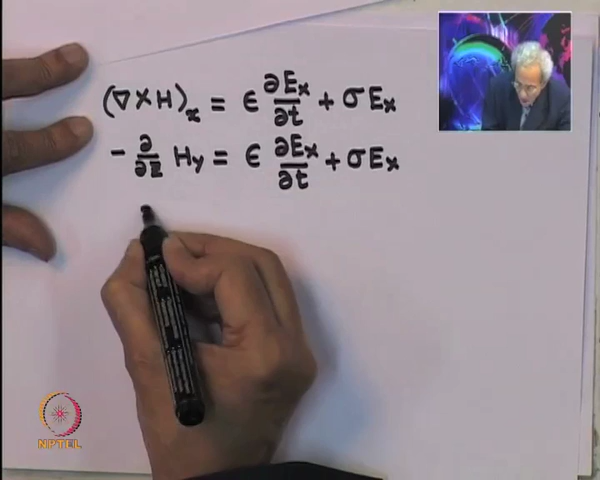 (∇×H)ₓ = ϵ ∂Eₓ/∂t + σEₓ
- ∂/∂z Hy = ϵ ∂Eₓ/∂t + σEₓ
NPTEL